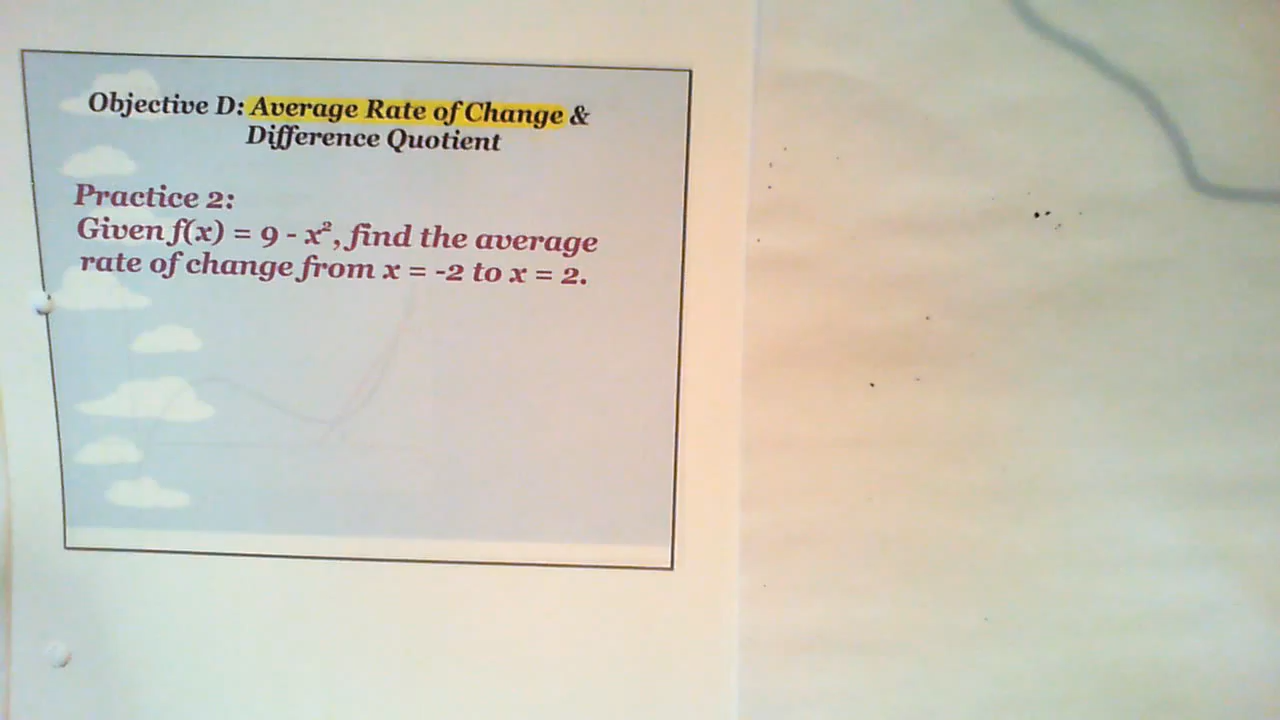 Objective D: Average Rate of Change &
Difference Quotient
Practice 2:
Given f(x) = 9 - x², find the average
rate of change from x = -2 to x = 2.